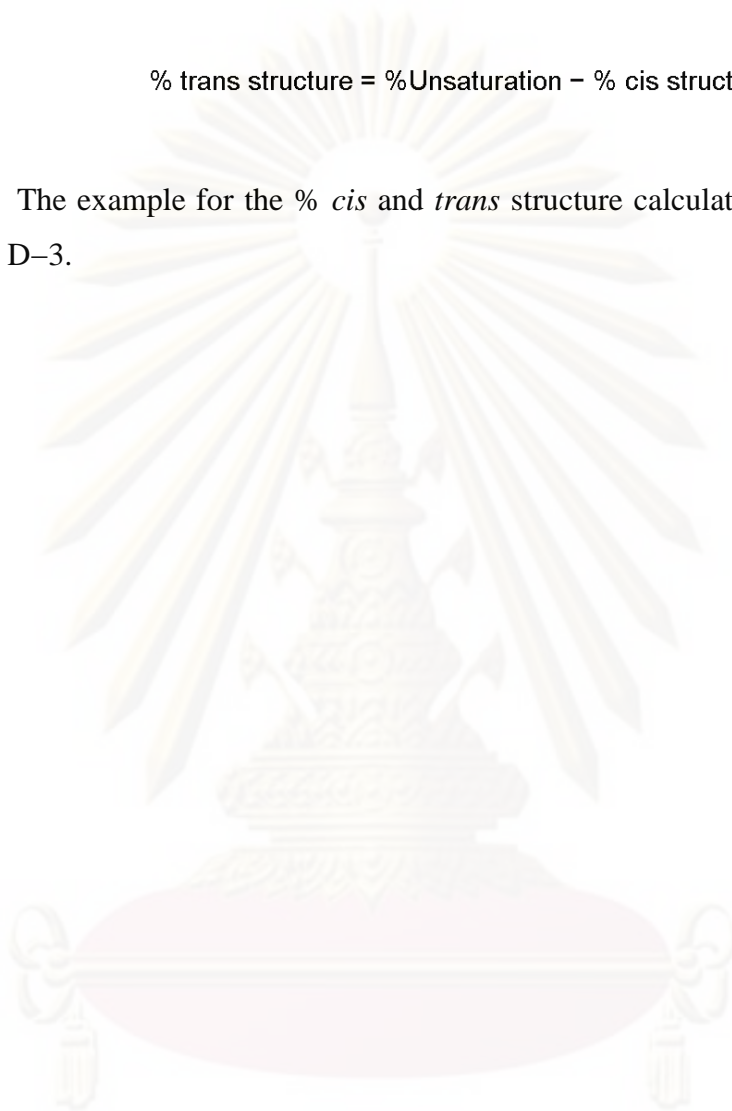 % trans structure = %Unsaturation − % cis struct
The example for the % cis and trans structure calculat
D–3.